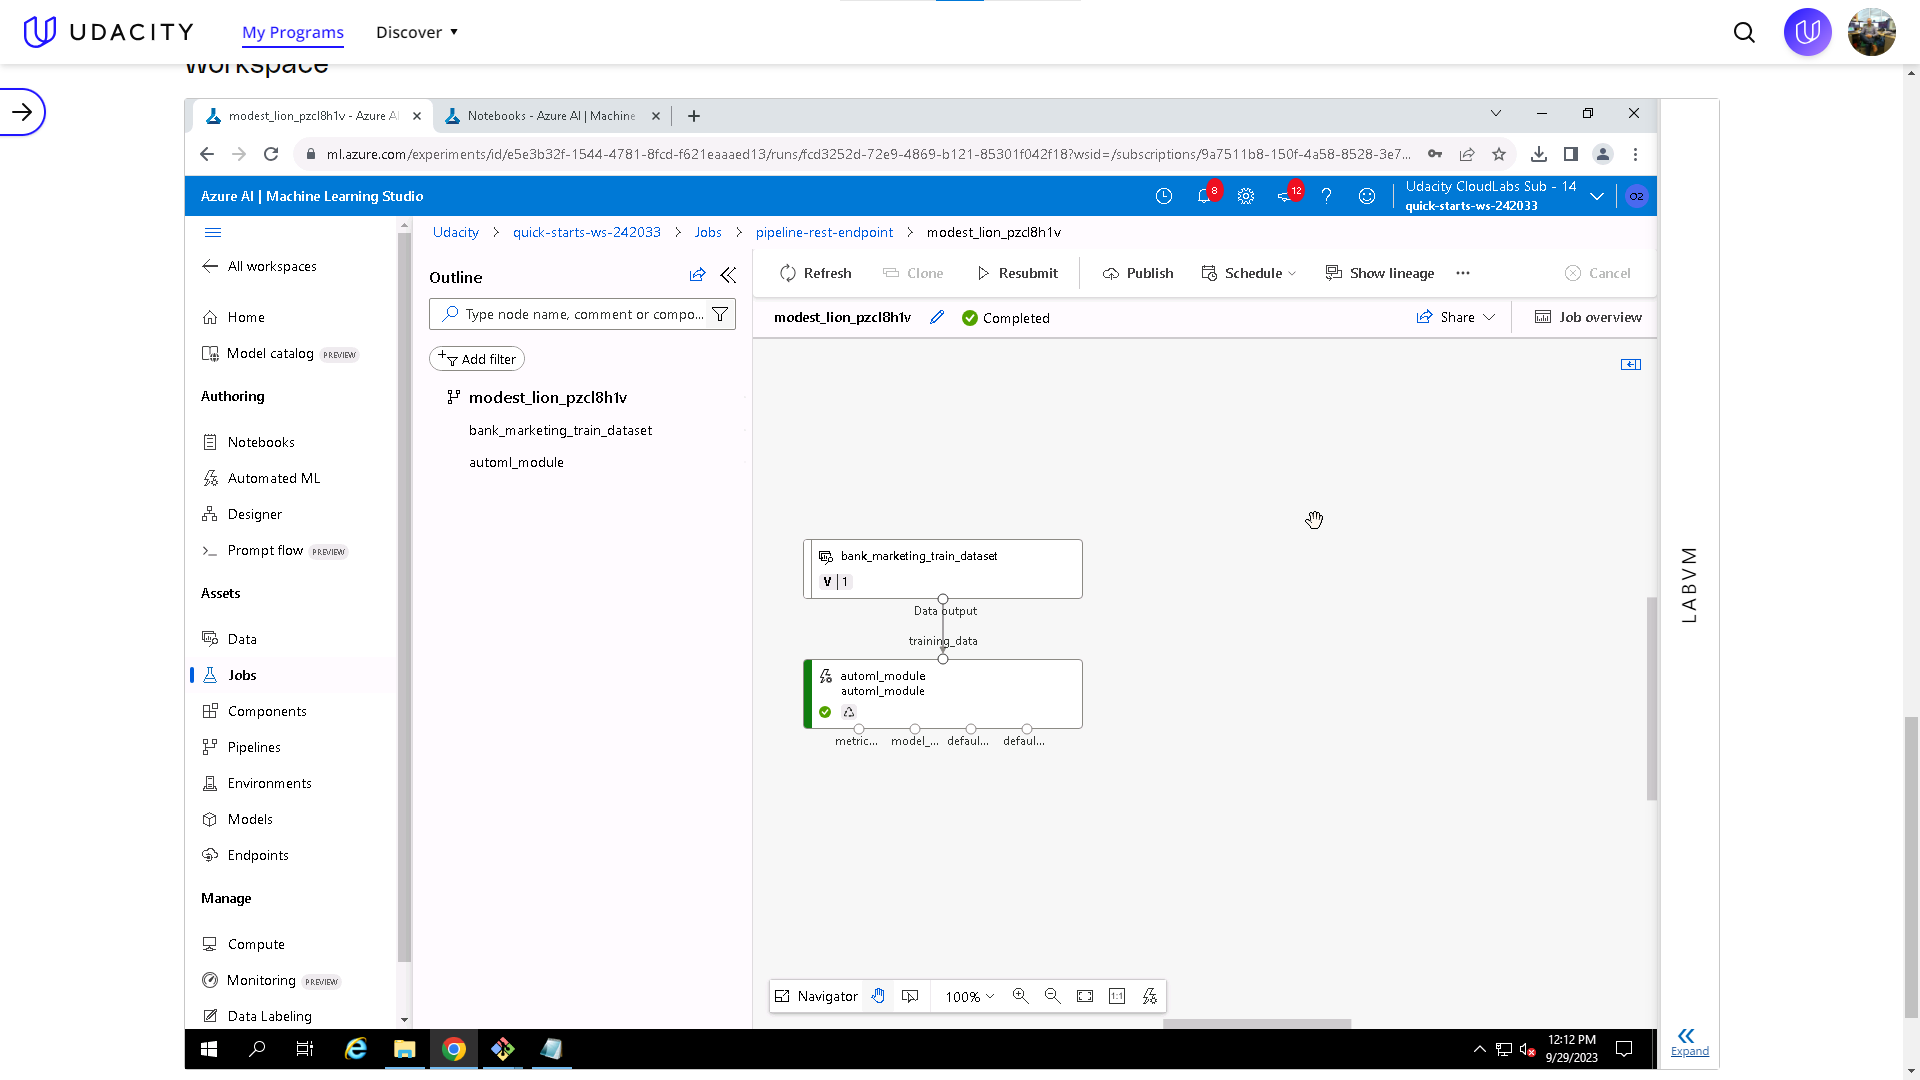 UDACITY
My Programs
Discover
Workspace
modest_lion_pzcl8h1v - Azure AI
Notebooks - Azure AI | Machine
ml.azure.com/experiments/id/e5e3b32f-1544-4781-8fcd-f621eaaaed13/runs/fcd3252d-72e9-4869-b121-85301f042f18?wsid=/subscriptions/9a7511b8-150f-4a58-8528-3e7...
Azure AI | Machine Learning Studio
8
12
Udacity CloudLabs Sub - 14
quick-starts-ws-242033
O2
All workspaces
Home
Model catalog PREVIEW
Authoring
Notebooks
Automated ML
Designer
Prompt flow PREVIEW
Assets
Data
Jobs
Components
Pipelines
Environments
Models
Endpoints
Manage
Compute
Monitoring PREVIEW
Data Labeling
Udacity > quick-starts-ws-242033 > Jobs > pipeline-rest-endpoint > modest_lion_pzcl8h1v
Outline
Type node name, comment or compo...
Add filter
modest_lion_pzcl8h1v
bank_marketing_train_dataset
automl_module
Refresh
Clone
Resubmit
Publish
Schedule
Show lineage
Cancel
modest_lion_pzcl8h1v
Completed
Share
Job overview
bank_marketing_train_dataset
V | 1
Data output
training_data
automl_module
automl_module
metric...
model_...
defaul...
defaul...
Navigator
100%
1:1
LABVM
Expand
12:12 PM
9/29/2023